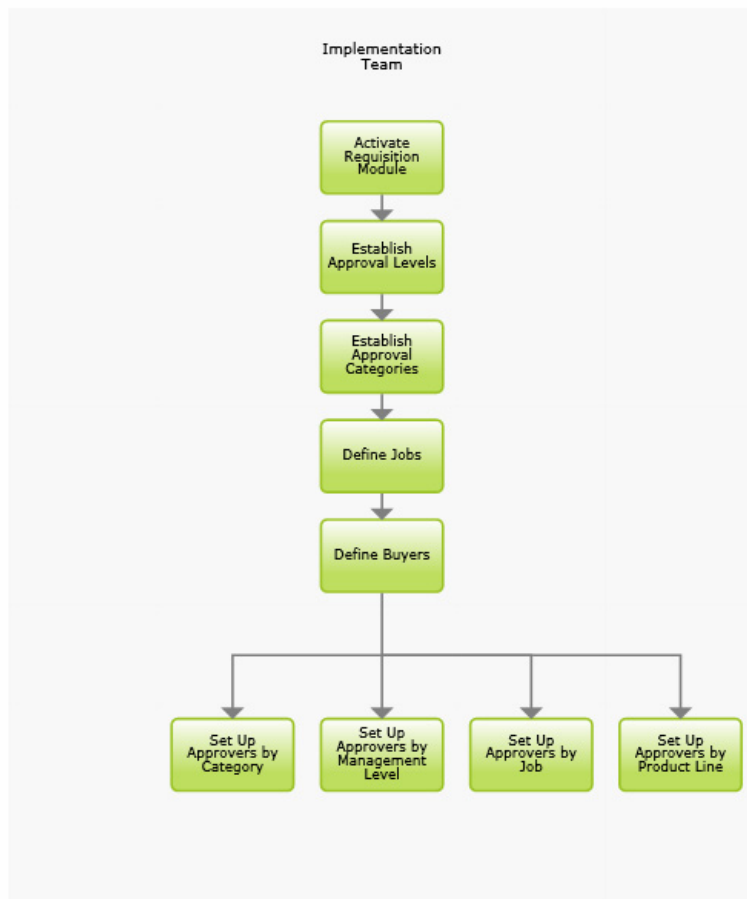 Implementation
Team
Activate
Requisition
Module
Establish
Approval Levels
Establish
Approval
Categories
Define Jobs
Define Buyers
Set Up
Approvers by
Category
Set Up
Approvers by
Management
Level
Set Up
Approvers by
Job
Set Up
Approvers by
Product Line